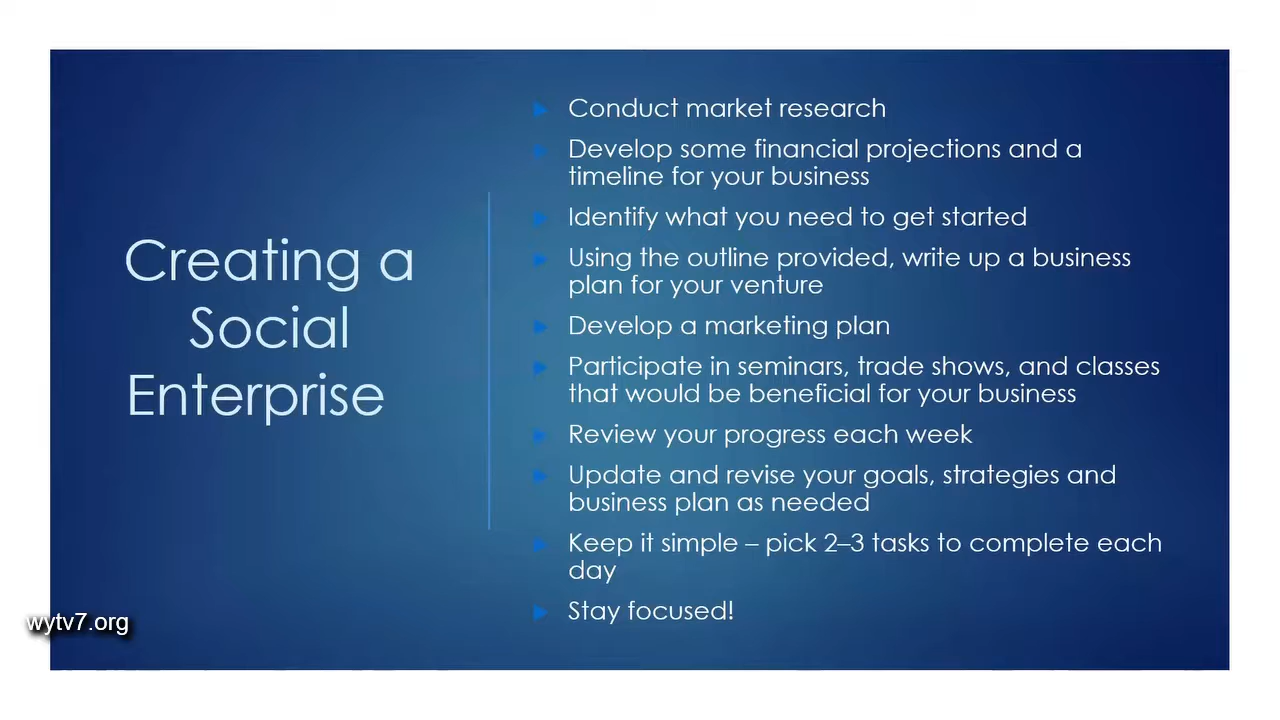 Creating a
Social
Enterprise
Conduct market research
Develop some financial projections and a
timeline for your business
Identify what you need to get started
Using the outline provided, write up a business
plan for your venture
Develop a marketing plan
Participate in seminars, trade shows, and classes
that would be beneficial for your business
Review your progress each week
Update and revise your goals, strategies and
business plan as needed
Keep it simple – pick 2–3 tasks to complete each
day
Stay focused!
wytv7.org